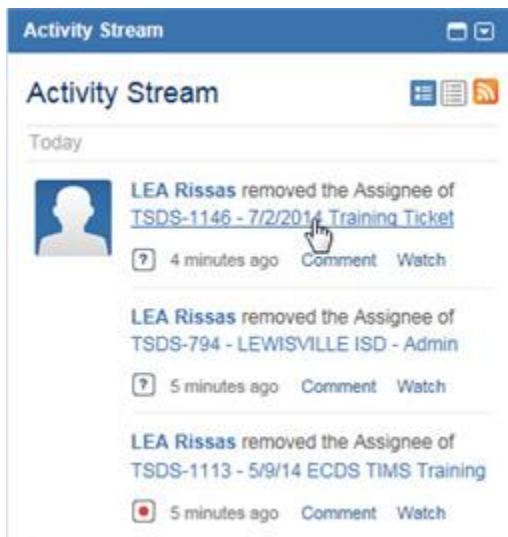 Activity Stream
Activity Stream
Today
LEA Rissas removed the Assignee of
TSDS-1146 - 7/2/2014 Training Ticket
? 4 minutes ago Comment Watch
LEA Rissas removed the Assignee of
TSDS-794 - LEWISVILLE ISD - Admin
? 5 minutes ago Comment Watch
LEA Rissas removed the Assignee of
TSDS-1113 - 5/9/14 ECDS TIMS Training
5 minutes ago Comment Watch